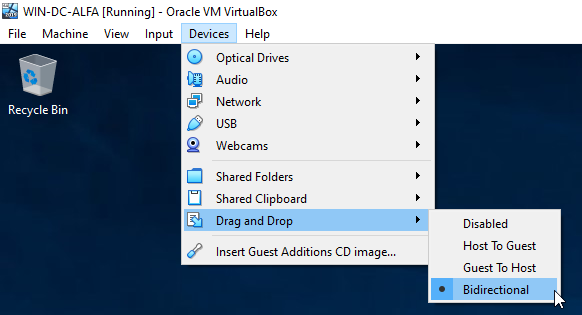 WIN-DC-ALFA [Running] - Oracle VM VirtualBox
File Machine View Input Devices Help
Recycle Bin
Optical Drives
Audio
Network
USB
Webcams
Shared Folders
Shared Clipboard
Drag and Drop
Insert Guest Additions CD image...
Disabled
Host To Guest
Guest To Host
Bidirectional